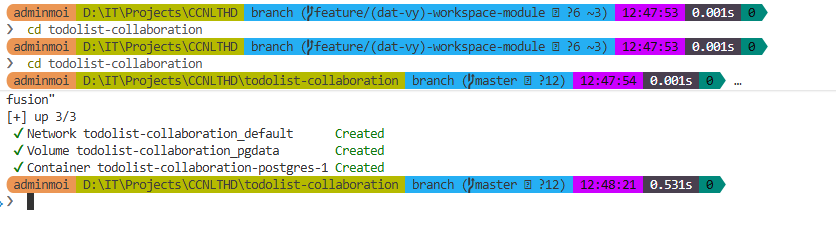 adminmoi D:\IT\Projects\CCNLTHD branch (feature/(dat-vy)-workspace-module ?6 ~3) 12:47:53 0.001s 0
❯ cd todolist-collaboration
adminmoi D:\IT\Projects\CCNLTHD branch (feature/(dat-vy)-workspace-module ?6 ~3) 12:47:53 0.001s 0
❯ cd todolist-collaboration
adminmoi D:\IT\Projects\CCNLTHD\todolist-collaboration branch (master ?12) 12:47:54 0.001s 0 …
fusion"
[+] up 3/3
✓ Network todolist-collaboration_default Created
✓ Volume todolist-collaboration_pgdata Created
✓ Container todolist-collaboration-postgres-1 Created
adminmoi D:\IT\Projects\CCNLTHD\todolist-collaboration branch (master ?12) 12:48:21 0.531s 0
❯